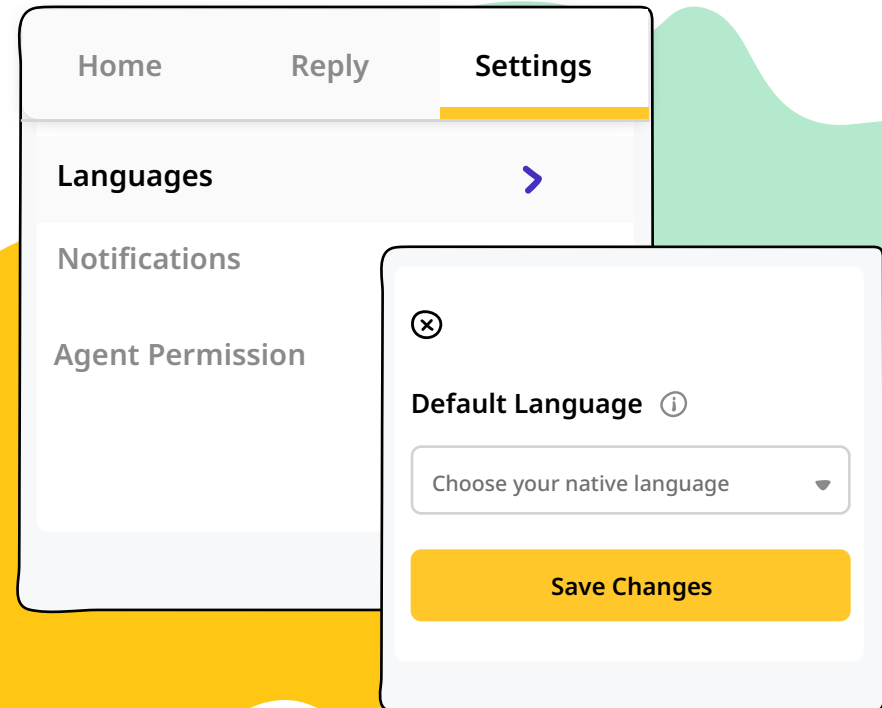 Home Reply Settings
Languages
Notifications
Agent Permission
Default Language
Choose your native language
Save Changes